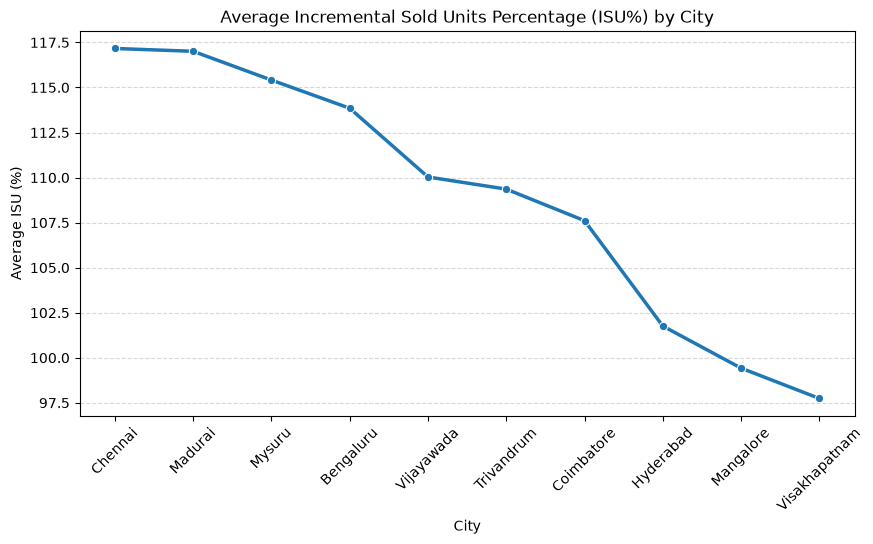 Average Incremental Sold Units Percentage (ISU%) by City
117.5
115.0
112.5
110.0
107.5
105.0
102.5
100.0
97.5
Average ISU (%)
Chennai
Madurai
Mysuru
Bengaluru
Vijayawada
Trivandrum
Coimbatore
Hyderabad
Mangalore
Visakhapatnam
City